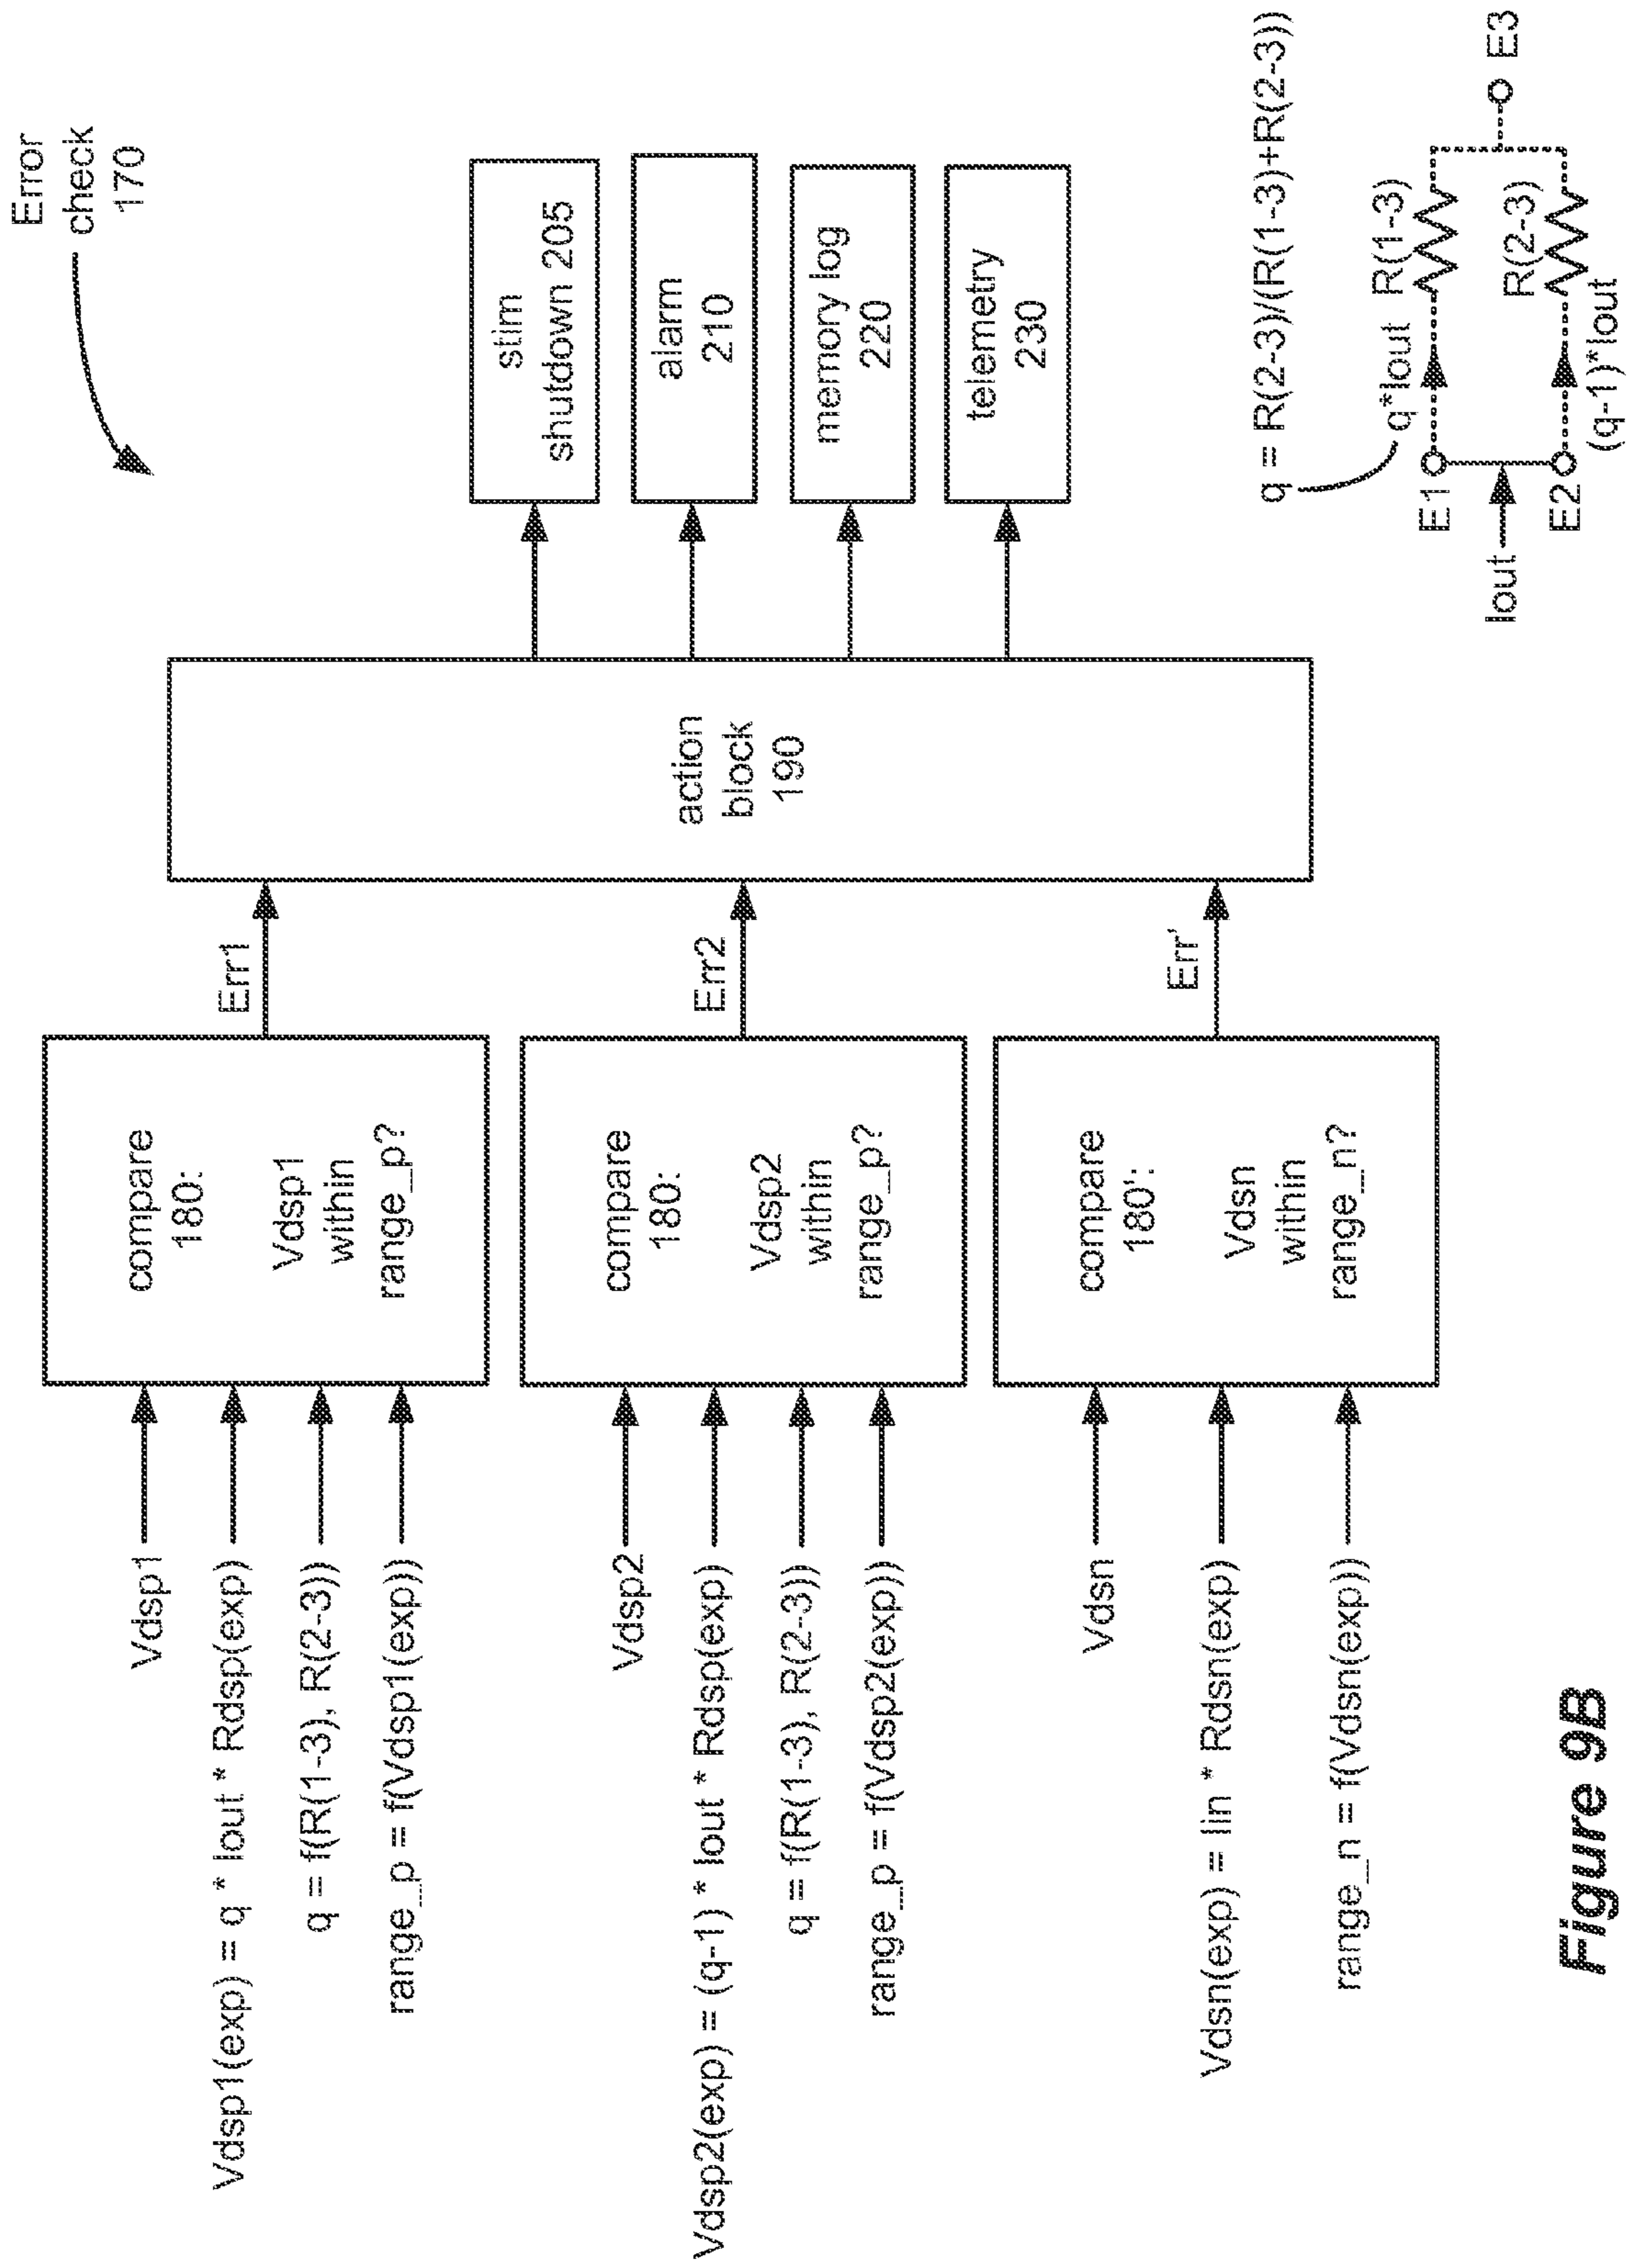 Error
check
170
Vdsp1
Vdsp1(exp) = q * Iout * Rdsp(exp)
q = f(R(1-3), R(2-3))
range_p = f(Vdsp1(exp))
compare
180:
Vdsp1
within
range_p?
Err1
Vdsp2
Vdsp2(exp) = (q-1) * Iout * Rdsp(exp)
q = f(R(1-3), R(2-3))
range_p = f(Vdsp2(exp))
compare
180:
Vdsp2
within
range_p?
Err2
Vdsn
Vdsn(exp) = Iin * Rdsn(exp)
range_n = f(Vdsn(exp))
compare
180':
Vdsn
within
range_n?
Err'
action
block
190
stim
shutdown 205
alarm
210
memory log
220
telemetry
230
q = R(2-3)/(R(1-3)+R(2-3))
q*Iout
R(1-3)
E1
E3
Iout
R(2-3)
E2
(q-1)*Iout
Figure 9B